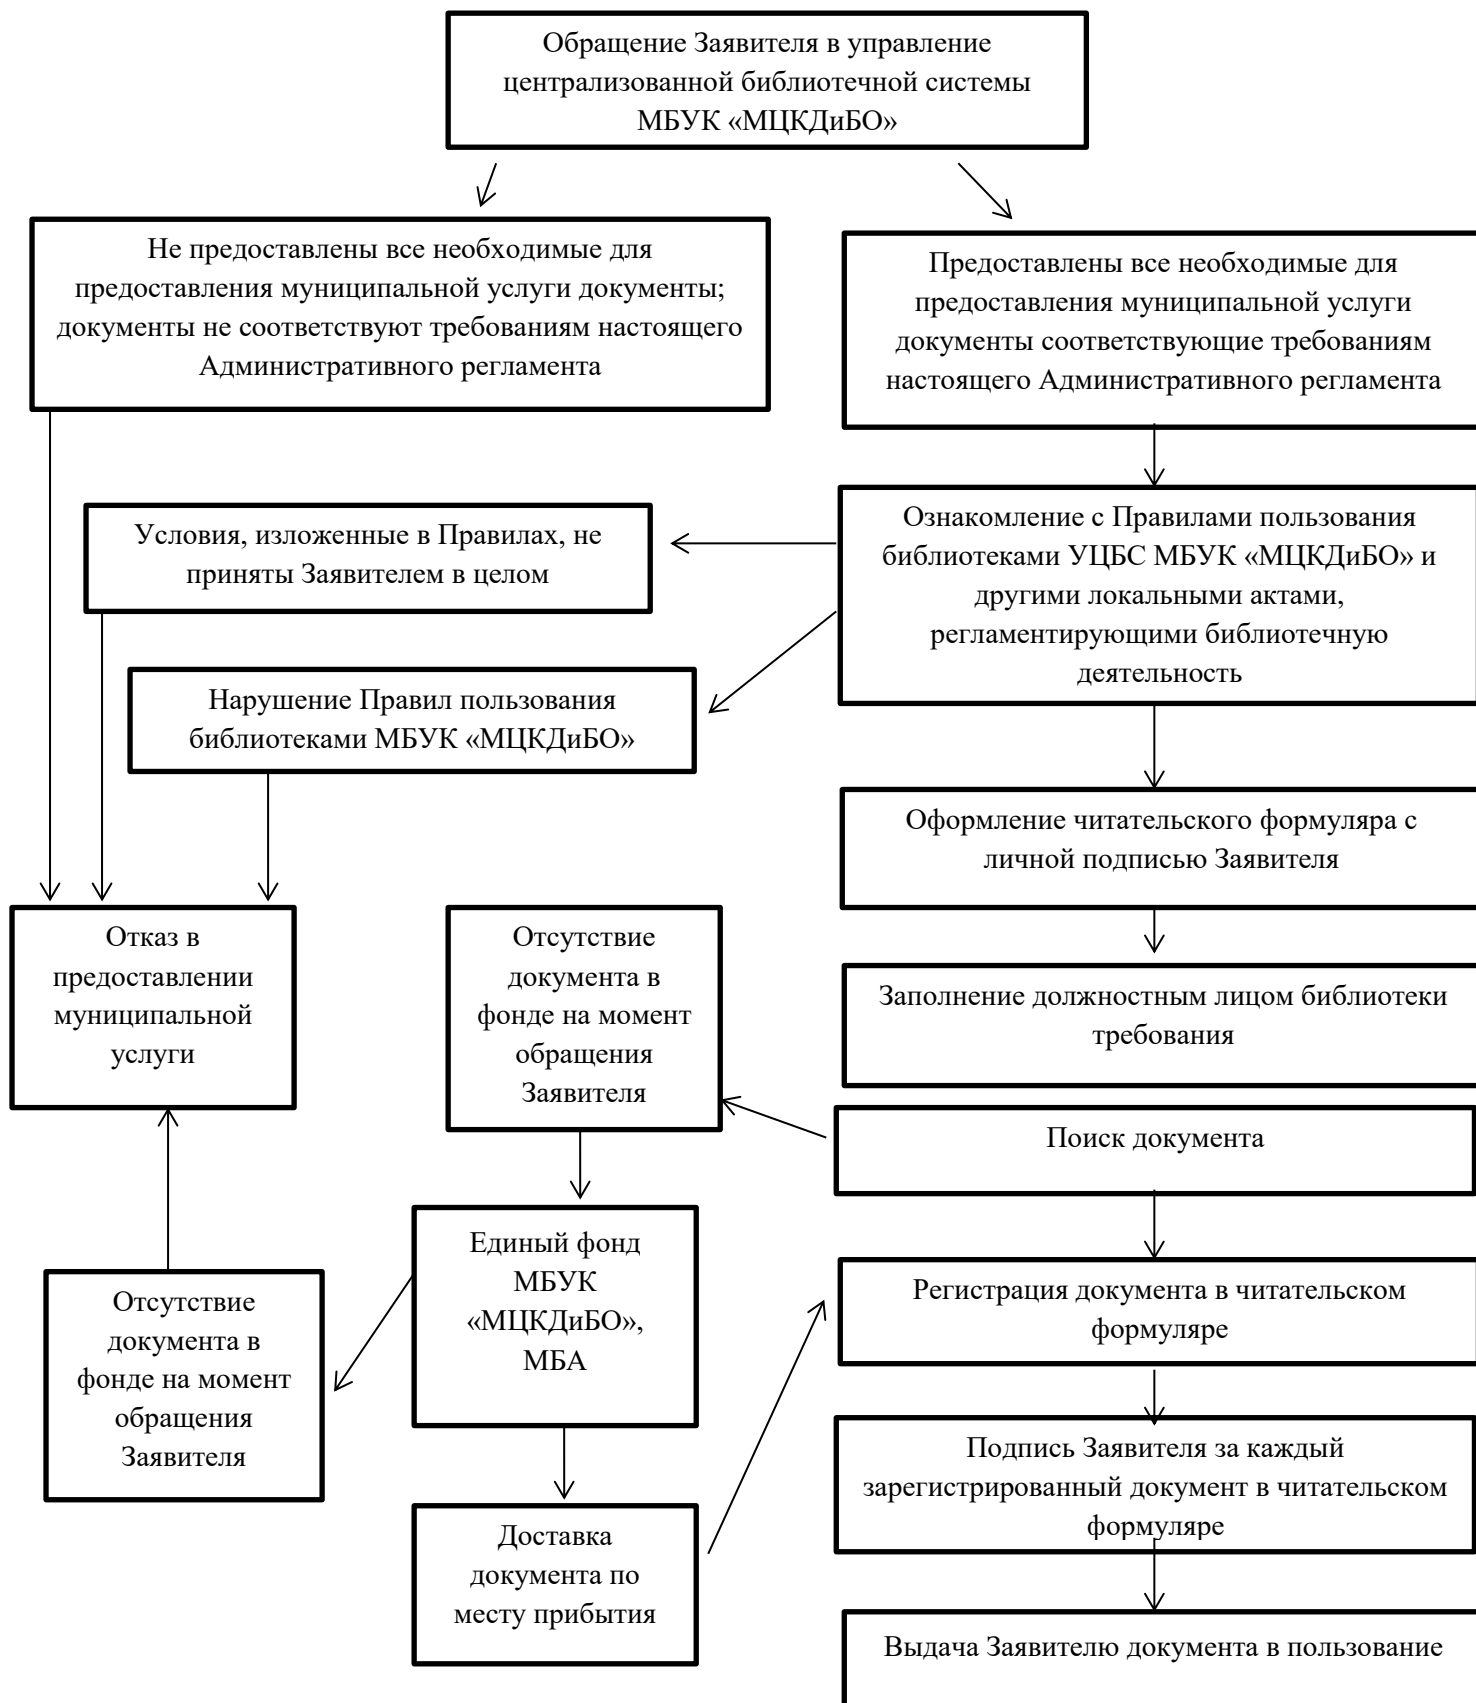 Обращение Заявителя в управление
централизованной библиотечной системы
МБУК «МЦКДиБО»
Не предоставлены все необходимые для
предоставления муниципальной услуги документы;
документы не соответствуют требованиям настоящего
Административного регламента
Предоставлены все необходимые для
предоставления муниципальной услуги
документы соответствующие требованиям
настоящего Административного регламента
Условия, изложенные в Правилах, не
приняты Заявителем в целом
Ознакомление с Правилами пользования
библиотеками УЦБС МБУК «МЦКДиБО» и
другими локальными актами,
регламентирующими библиотечную
деятельность
Нарушение Правил пользования
библиотеками МБУК «МЦКДиБО»
Оформление читательского формуляра с
личной подписью Заявителя
Отказ в
предоставлении
муниципальной
услуги
Отсутствие
документа в
фонде на момент
обращения
Заявителя
Заполнение должностным лицом библиотеки
требования
Поиск документа
Единый фонд
МБУК
«МЦКДиБО»,
МБА
Отсутствие
документа в
фонде на момент
обращения
Заявителя
Регистрация документа в читательском
формуляре
Подпись Заявителя за каждый
зарегистрированный документ в читательском
формуляре
Доставка
документа по
месту прибытия
Выдача Заявителю документа в пользование